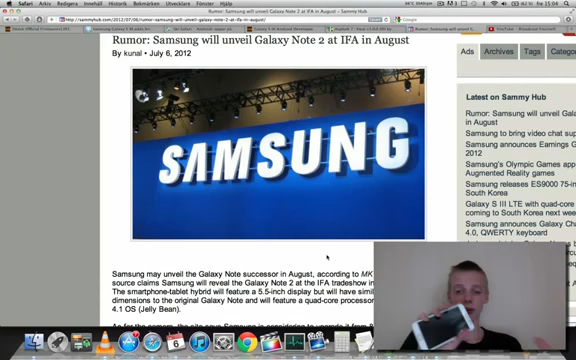 Safari Arkiv Redigera Innehåll Historik Bokmärken Fönster Hjälp
fre 15:04
Rumor: Samsung will unveil Galaxy Note 2 at IFA in August – Sammy Hub
http://sammyhub.com/2012/07/06/rumor-samsung-will-unveil-galaxy-note-2-at-ifa-in-august/
Rumor: Samsung will unveil Galaxy Note 2 at IFA in August
By kunal • July 6, 2012
SAMSUNG
Samsung may unveil the Galaxy Note successor in August, according to MK
source claims Samsung will reveal the Galaxy Note 2 at the IFA tradeshow in
The smartphone-tablet hybrid will feature a 5.5-inch display but will have simil
dimensions to the original Galaxy Note and will feature a quad-core processor
4.1 OS (Jelly Bean).
Ads Archives Tags
Latest on Sammy Hub
Rumor: Samsung will unveil
in August
Samsung to bring video chat sup
Samsung announces Earnings G
2012
Samsung's Olympic Games app
Augmented Reality games
Samsung releases ES9000 75-in
South Korea
Galaxy S III LTE with quad-core
coming to South Korea next wee
Samsung announces Galaxy Cha
4.0, QWERTY keyboard